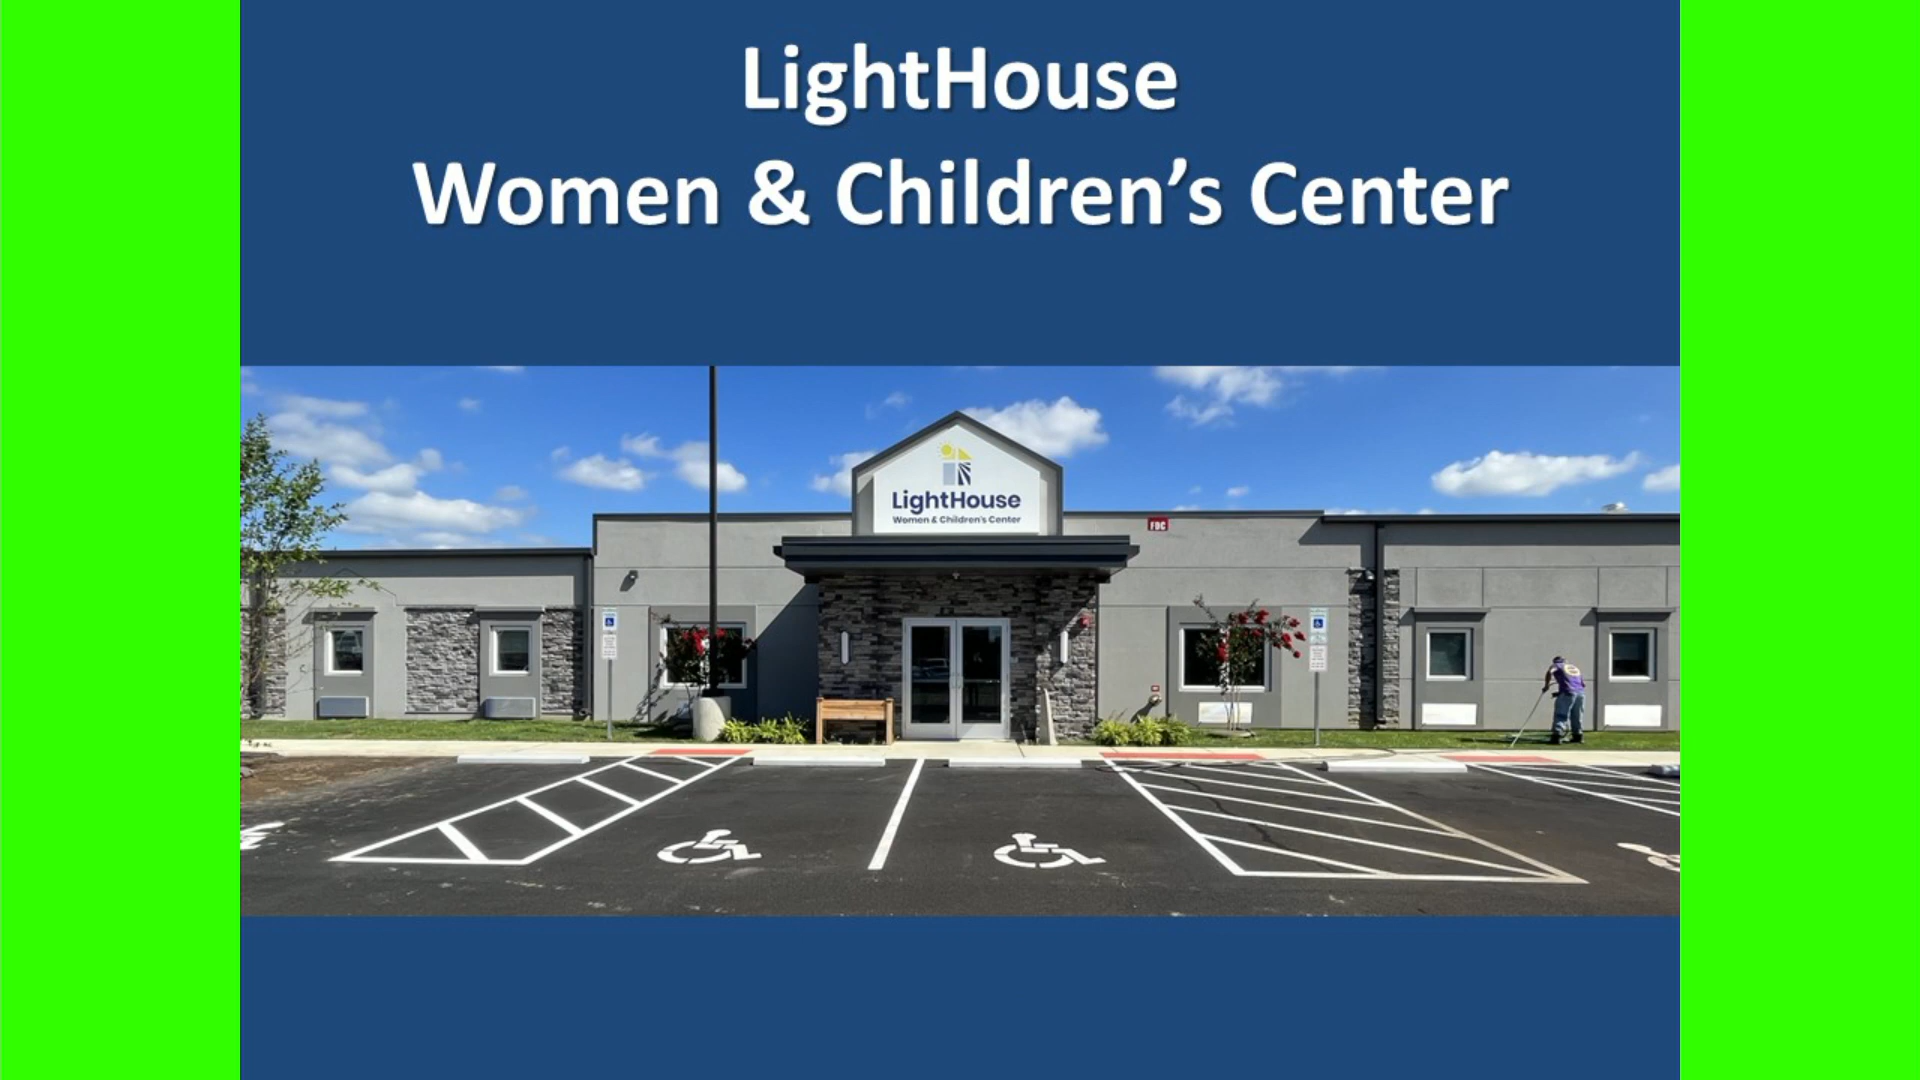 LightHouse
Women & Children’s Center
LightHouse
Women & Children's Center
FDC